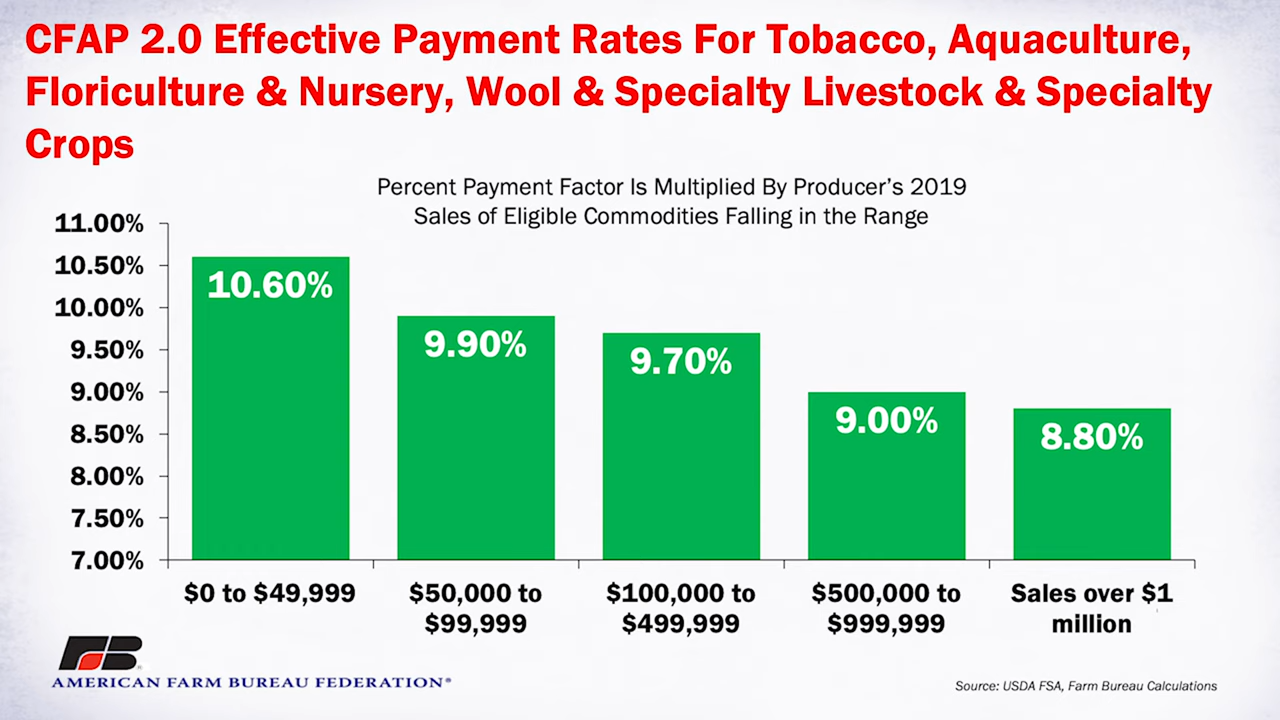 CFAP 2.0 Effective Payment Rates For Tobacco, Aquaculture,
Floriculture & Nursery, Wool & Specialty Livestock & Specialty
Crops
Percent Payment Factor Is Multiplied By Producer’s 2019
Sales of Eligible Commodities Falling in the Range
11.00%
10.50%
10.00%
9.50%
9.00%
8.50%
8.00%
7.50%
7.00%
10.60%
9.90%
9.70%
9.00%
8.80%
$0 to $49,999
$50,000 to
$99,999
$100,000 to
$499,999
$500,000 to
$999,999
Sales over $1
million
FB
AMERICAN FARM BUREAU FEDERATION®
Source: USDA FSA, Farm Bureau Calculations